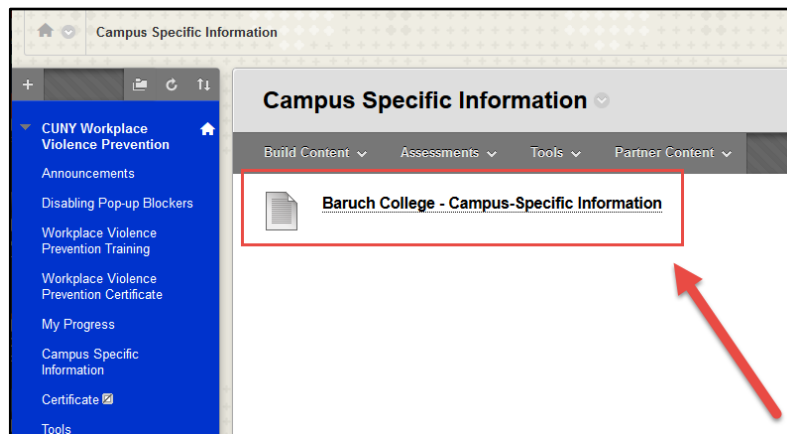 Campus Specific Information
CUNY Workplace
Violence Prevention
Announcements
Disabling Pop-up Blockers
Workplace Violence
Prevention Training
Workplace Violence
Prevention Certificate
My Progress
Campus Specific
Information
Certificate
Tools
Campus Specific Information
Build Content Assessments Tools Partner Content
Baruch College - Campus-Specific Information